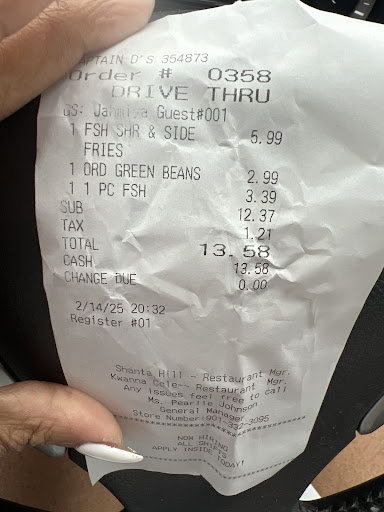 CAPTAIN D'S 354873
Order # 0358
DRIVE THRU
GS: Jahmiya Guest#001
1 FSH SHR & SIDE 5.99
FRIES
1 ORD GREEN BEANS 2.99
1 1 PC FSH 3.39
SUB 12.37
TAX 1.21
TOTAL 13.58
CASH 13.58
CHANGE DUE 0.00
2/14/25 20:32
Register #01
Shanta Hill - Restaurant Mgr.
Kwanna Cole-- Restaurant Mgr.
Any issues feel free to call
Ms. Pearlie Johnson
General Manager
Store Number:901-332-3095
NOW HIRING
ALL SHIFTS
APPLY INSIDE TODAY!